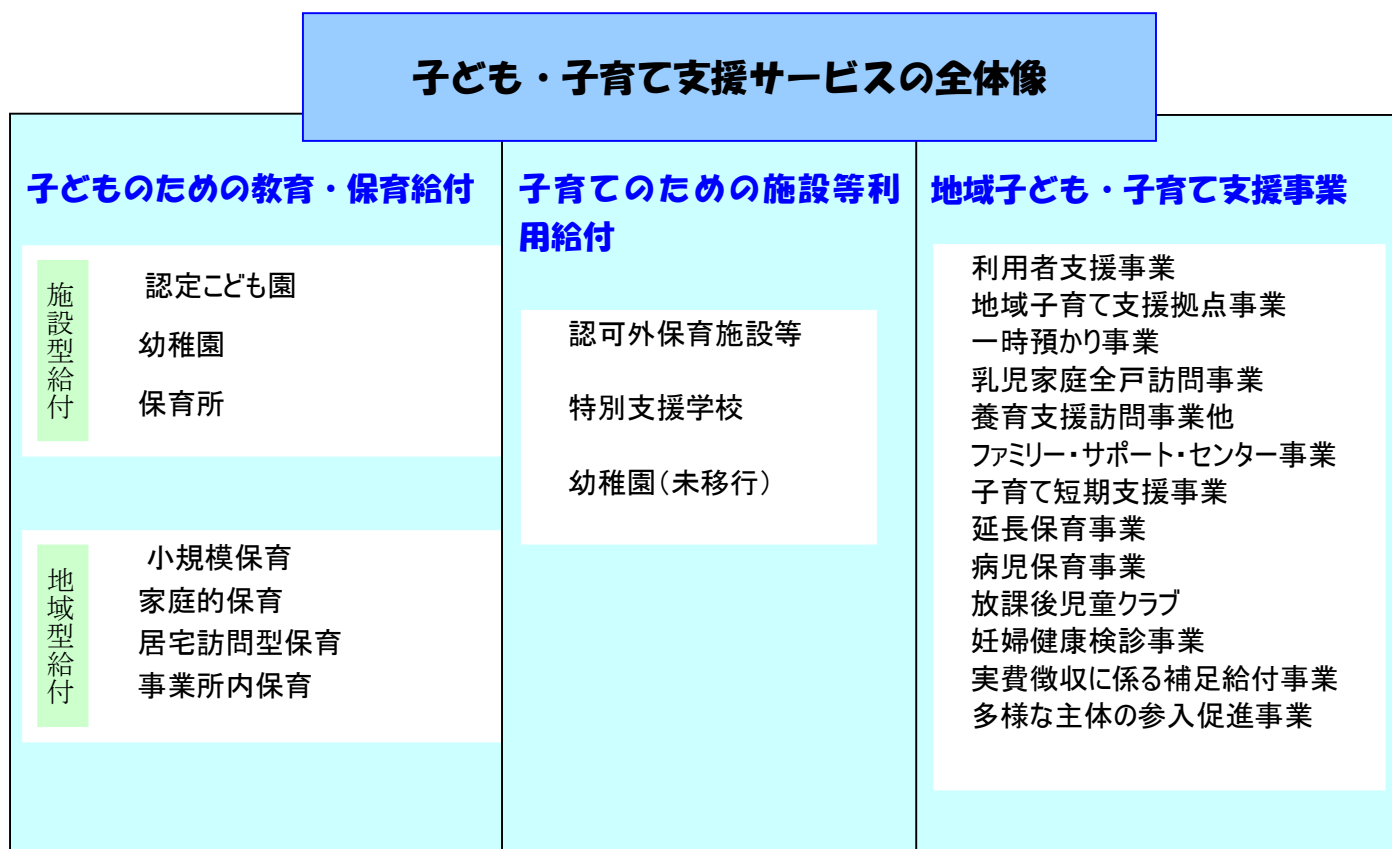 子ども・子育て支援サービスの全体像
子どものための教育・保育給付
施設型給付
認定こども園
幼稚園
保育所
地域型給付
小規模保育
家庭的保育
居宅訪問型保育
事業所内保育
子育てのための施設等利
用給付
認可外保育施設等
特別支援学校
幼稚園(未移行)
地域子ども・子育て支援事業
利用者支援事業
地域子育て支援拠点事業
一時預かり事業
乳児家庭全戸訪問事業
養育支援訪問事業他
ファミリー・サポート・センター事業
子育て短期支援事業
延長保育事業
病児保育事業
放課後児童クラブ
妊婦健康検診事業
実費徴収に係る補足給付事業
多様な主体の参入促進事業